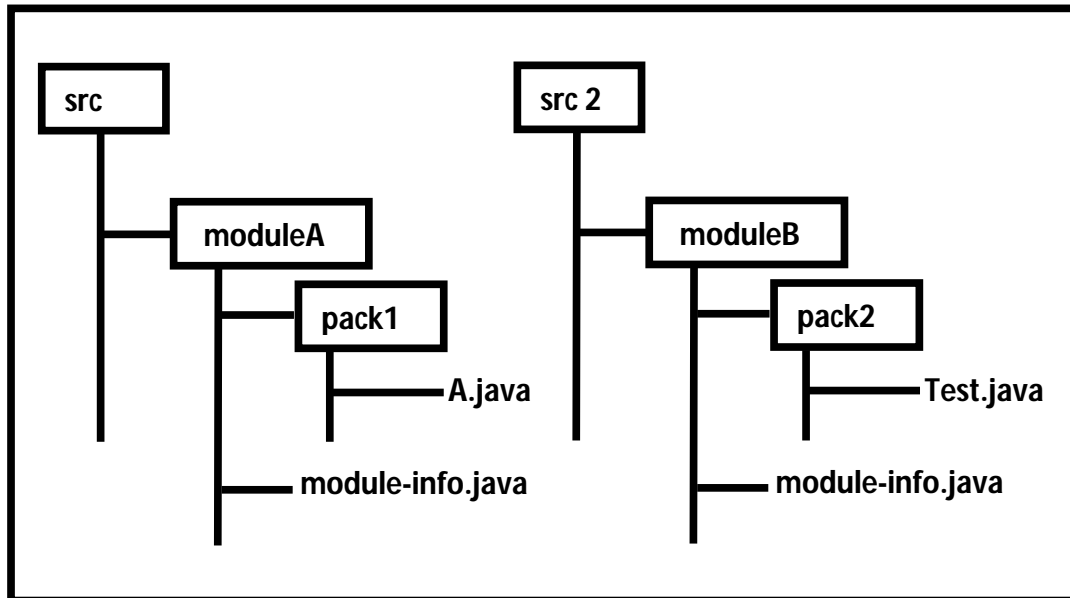 src
moduleA
pack1
A.java
module-info.java
src 2
moduleB
pack2
Test.java
module-info.java